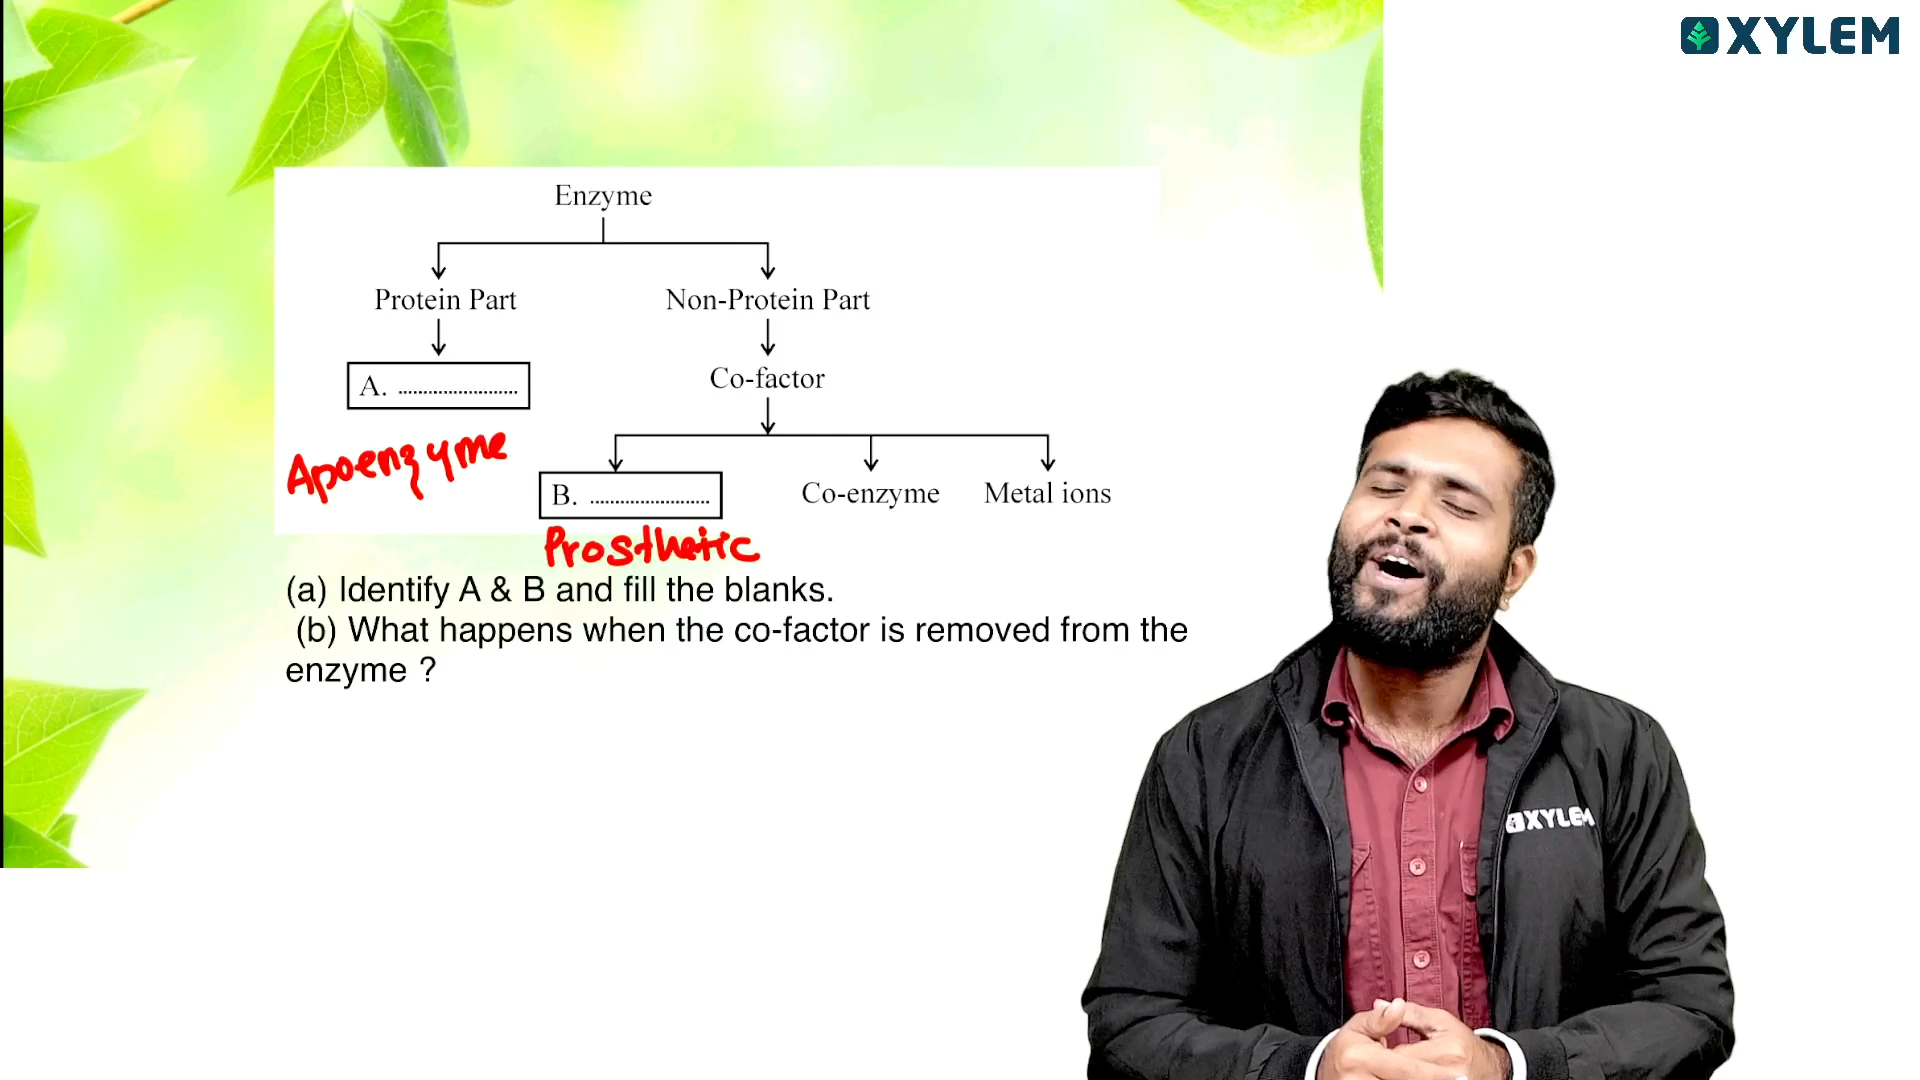 XYLEM
Enzyme
Protein Part Non-Protein Part
A. ........................ Co-factor
Apoenzyme
B. ........................ Co-enzyme Metal ions
Prosthetic
(a) Identify A & B and fill the blanks.
(b) What happens when the co-factor is removed from the
enzyme ?
XYLEM